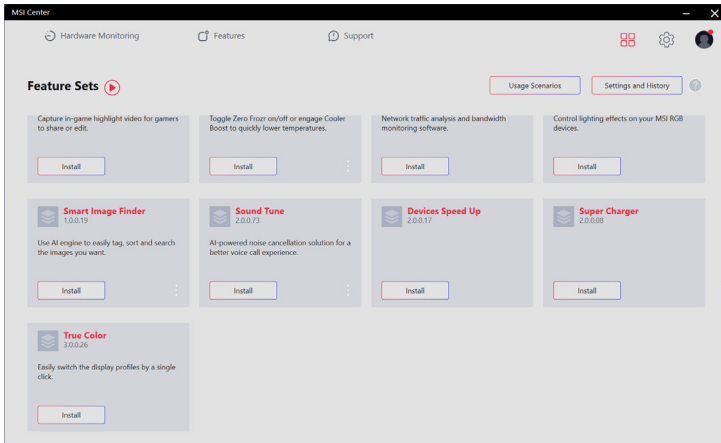 MSI Center
Hardware Monitoring
Features
Support
Feature Sets
Usage Scenarios
Settings and History
?
Capture in-game highlight video for gamers
to share or edit.
Install
Toggle Zero Frozr on/off or engage Cooler
Boost to quickly lower temperatures.
Install
Network traffic analysis and bandwidth
monitoring software.
Install
Control lighting effects on your MSI RGB
devices.
Install
Smart Image Finder
1.0.0.19
Use AI engine to easily tag, sort and search
the images you want.
Install
Sound Tune
2.0.0.73
AI-powered noise cancellation solution for a
better voice call experience.
Install
Devices Speed Up
2.0.0.17
Install
Super Charger
2.0.0.08
Install
True Color
3.0.0.26
Easily switch the display profiles by a single
click.
Install